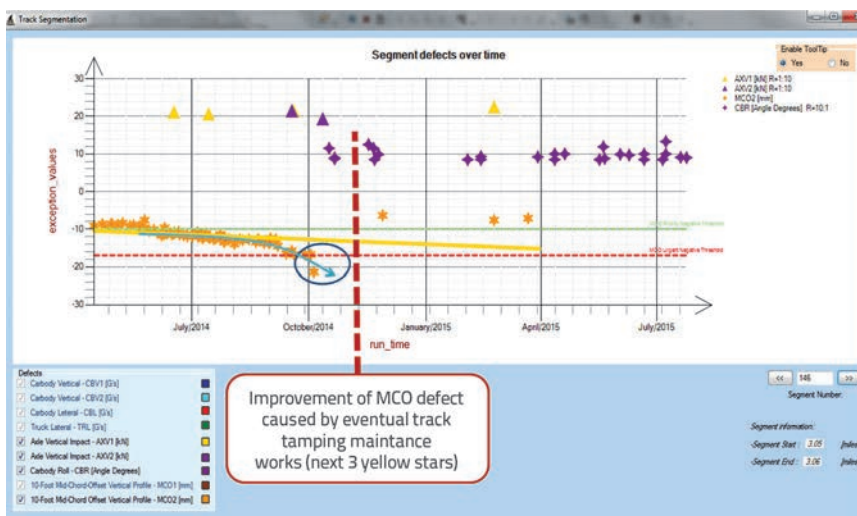 Track Segmentation
Segment defects over time
Enable ToolTip
Yes No
AXV1 [kN] R+1:10
AXV2 [kN] R+1:10
MCO2 [mm]
CBR [Angle Degrees] R+10:1
exception_values
30
20
10
0
-10
-20
-30
MCO Urgent Negative Threshold
July/2014
October/2014
January/2015
April/2015
July/2015
run_time
Improvement of MCO defect
caused by eventual track
tamping maintance
works (next 3 yellow stars)
Defects
Carbody Vertical - CBV1 [G's]
Carbody Vertical - CBV2 [G's]
Carbody Lateral - CBL [G's]
Truck Lateral - TRL [G's]
Axle Vertical Impact - AXV1 [kN]
Axle Vertical Impact - AXV2 [kN]
Carbody Roll - CBR [Angle Degrees]
10-Foot Mid-Chord-Offset Vertical Profile - MCO1 [mm]
10-Foot Mid-Chord Offset Vertical Profile - MCO2 [mm]
<< 146 >>
Segment Number:
Segment information:
-Segment Start : 3.05 [miles
-Segment End : 3.06 [miles